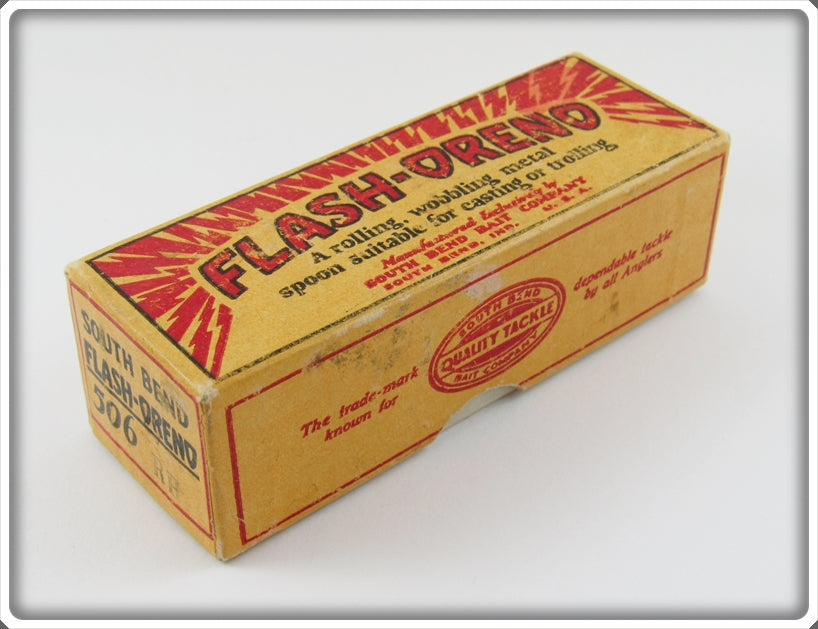 FLASH-ORENO
A rolling, wobbling metal
spoon suitable for casting or trolling
Manufactured Exclusively by
SOUTH BEND BAIT COMPANY
SOUTH BEND, IND. U. S. A.
The trade-mark
known for
SOUTH BEND
QUALITY TACKLE
BAIT COMPANY
dependable tackle
by all Anglers
SOUTH BEND
FLASH-ORENO
506
RH